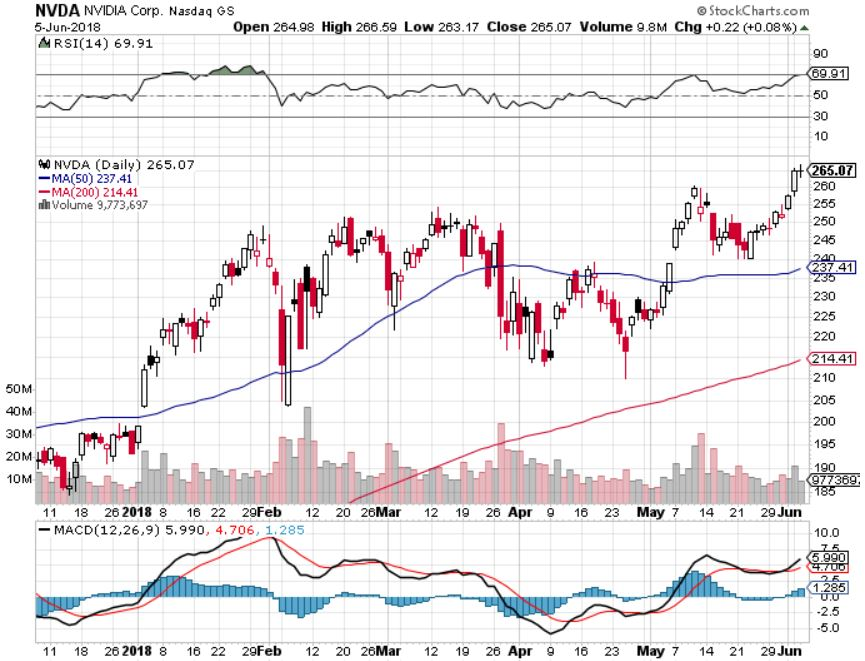 NVDA NVIDIA Corp. Nasdaq GS © StockCharts.com
5-Jun-2018 Open 264.98 High 266.59 Low 263.17 Close 265.07 Volume 9.8M Chg +0.22 (+0.08%)
RSI(14) 69.91
90
69.91
50
30
10
NVDA (Daily) 265.07
MA(50) 237.41
MA(200) 214.41
Volume 9,773,697
265.07
260
255
250
245
240
237.41
235
230
225
220
214.41
210
205
200
195
190
9773697
185
50M
40M
30M
20M
10M
11 18 26 2018 8 16 22 29 Feb 12 20 26 Mar 12 19 26 Apr 9 16 23 May 7 14 21 29 Jun
MACD(12,26,9) 5.990, 4.706, 1.285
10.0
7.5
5.990
4.706
2.5
1.285
0.0
-2.5
-5.0
11 18 26 2018 8 16 22 29 Feb 12 20 26 Mar 12 19 26 Apr 9 16 23 May 7 14 21 29 Jun